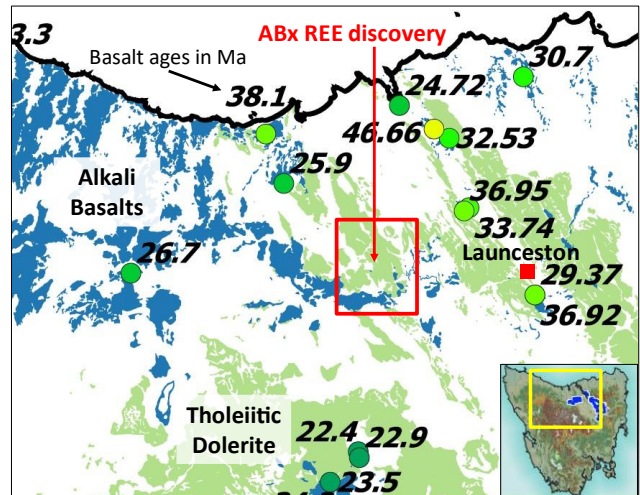 ABx REE discovery
3.3
Basalt ages in Ma
30.7
38.1
24.72
46.66
32.53
25.9
Alkali
Basalts
36.95
33.74
26.7
Launceston
29.37
36.92
Tholeiitic
Dolerite
22.4
22.9
23.5